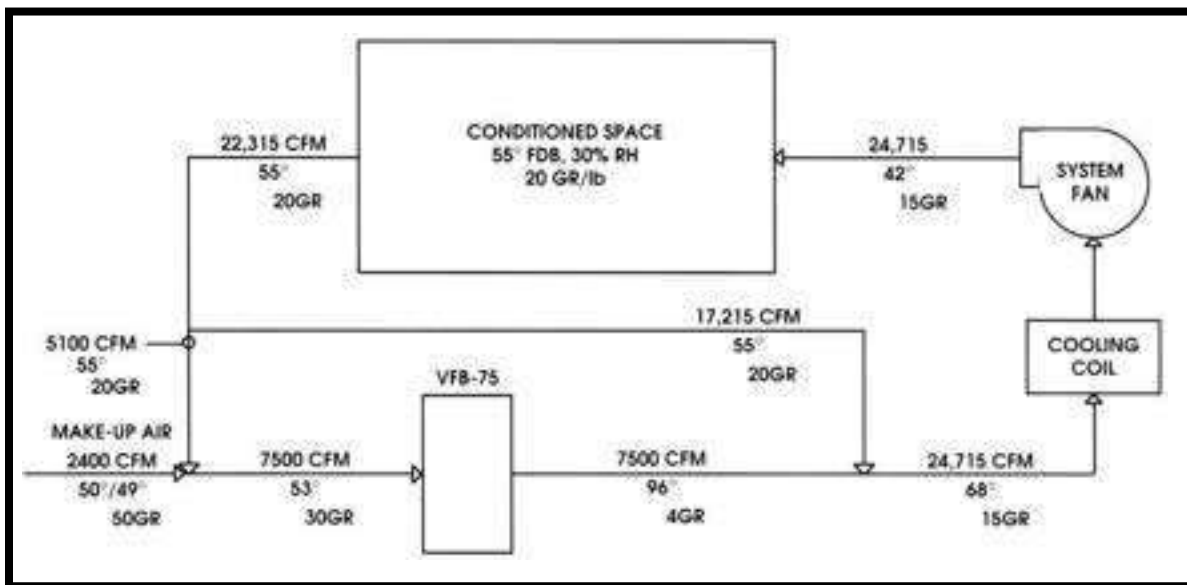 CONDITIONED SPACE
55° FDB, 30% RH
20 GR/lb
22,315 CFM
55°
20GR
24,715
42°
15GR
SYSTEM
FAN
5100 CFM
55°
20GR
17,215 CFM
55°
20GR
COOLING
COIL
VFB-75
MAKE-UP AIR
2400 CFM
50°/49°
50GR
7500 CFM
53°
30GR
7500 CFM
96°
4GR
24,715 CFM
68°
15GR